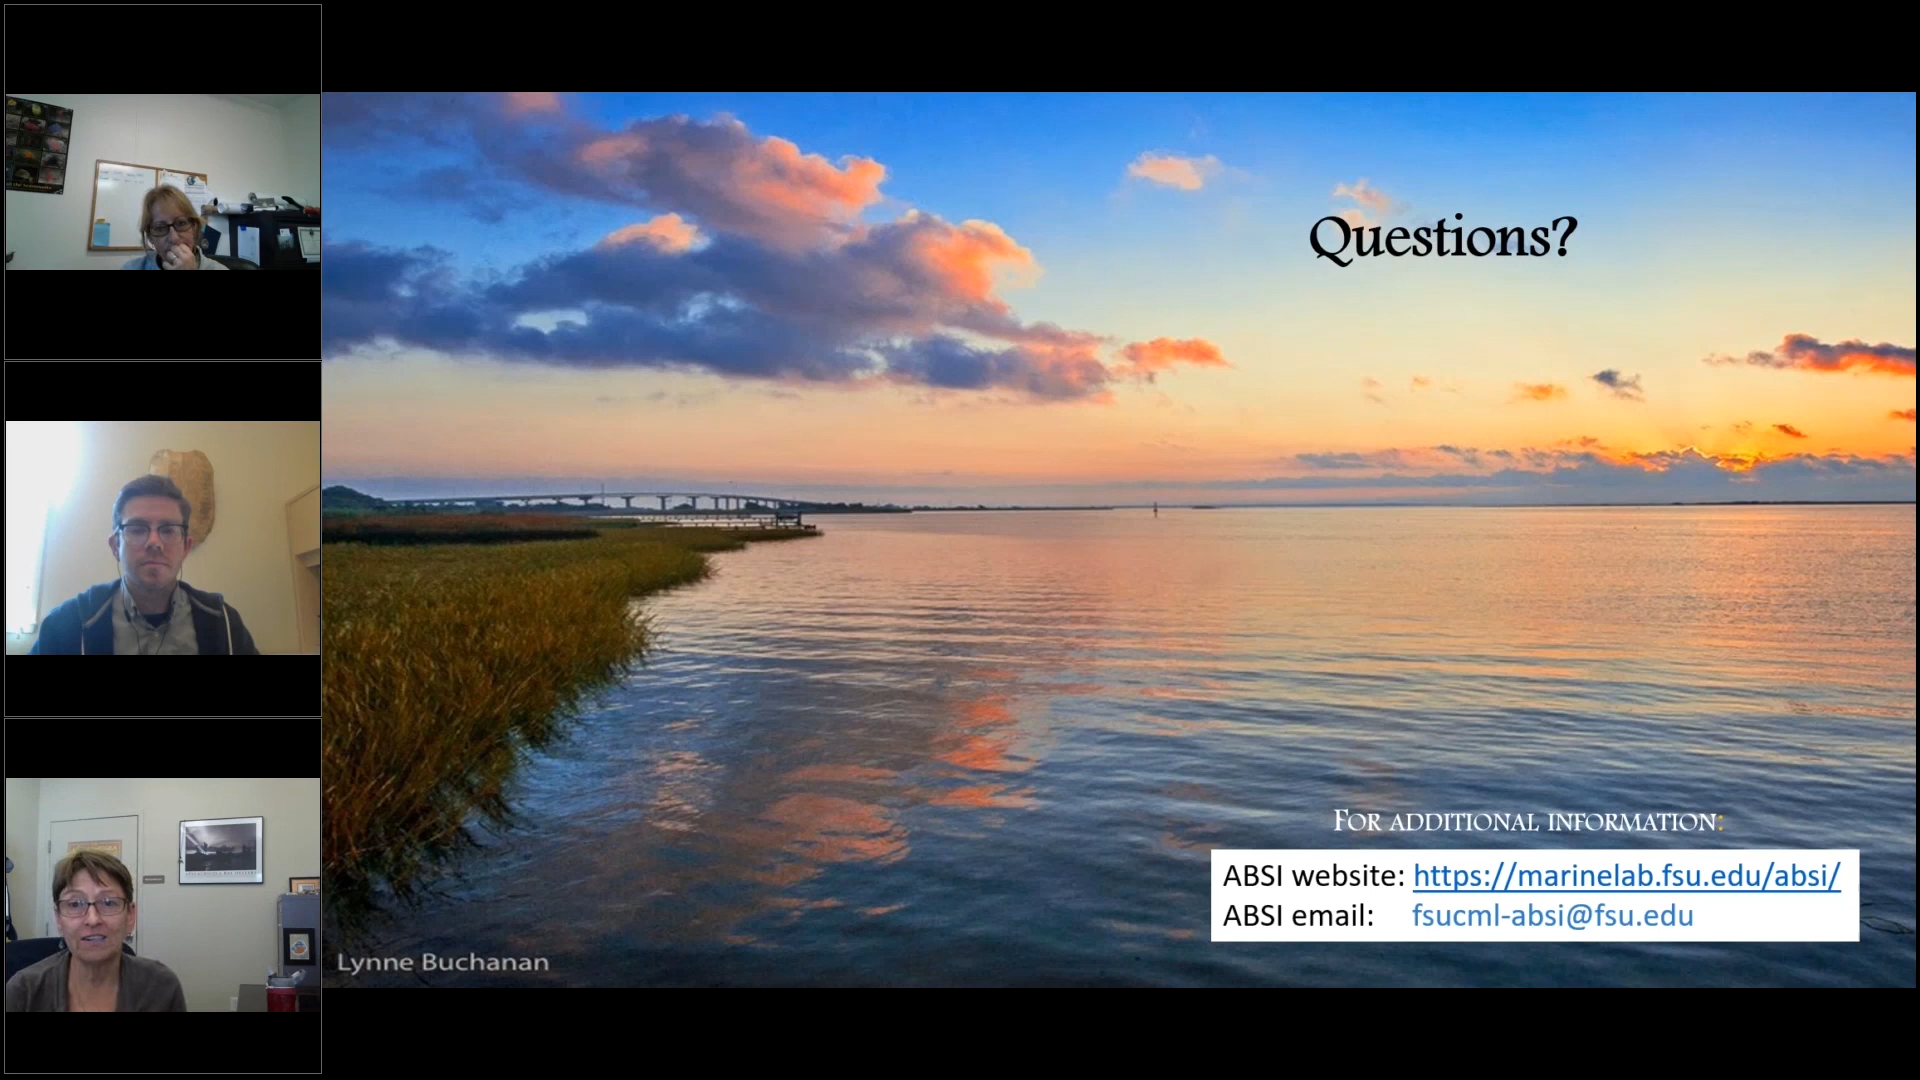 Questions?
FOR ADDITIONAL INFORMATION:
ABSI website: https://marinelab.fsu.edu/absi/
ABSI email: fsucml-absi@fsu.edu
Lynne Buchanan